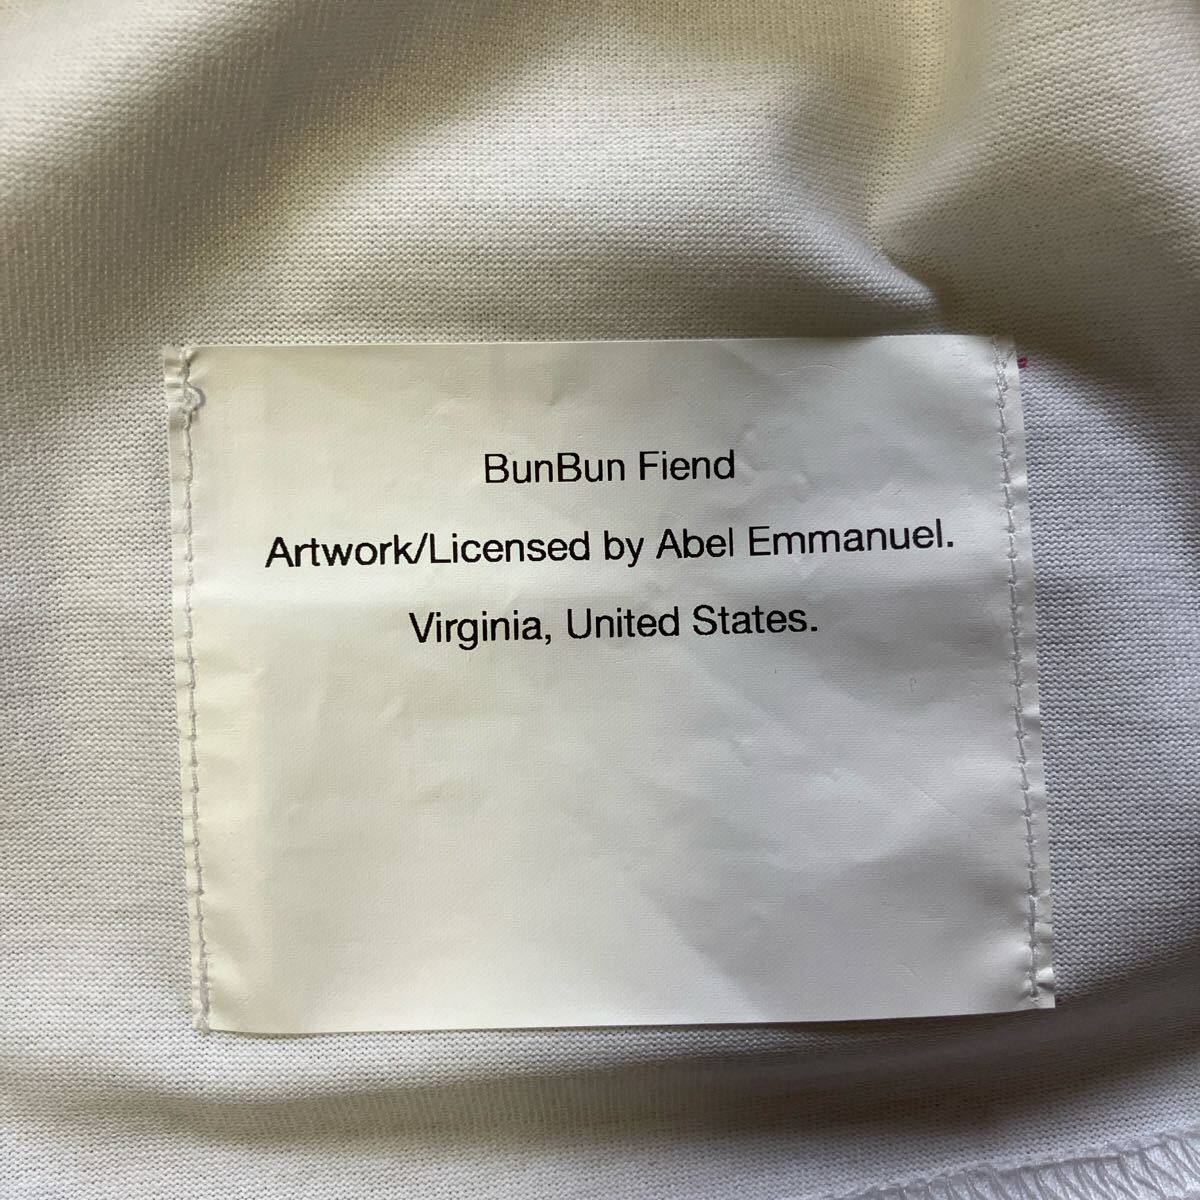 BunBun Fiend
Artwork/Licensed by Abel Emmanuel.
Virginia, United States.